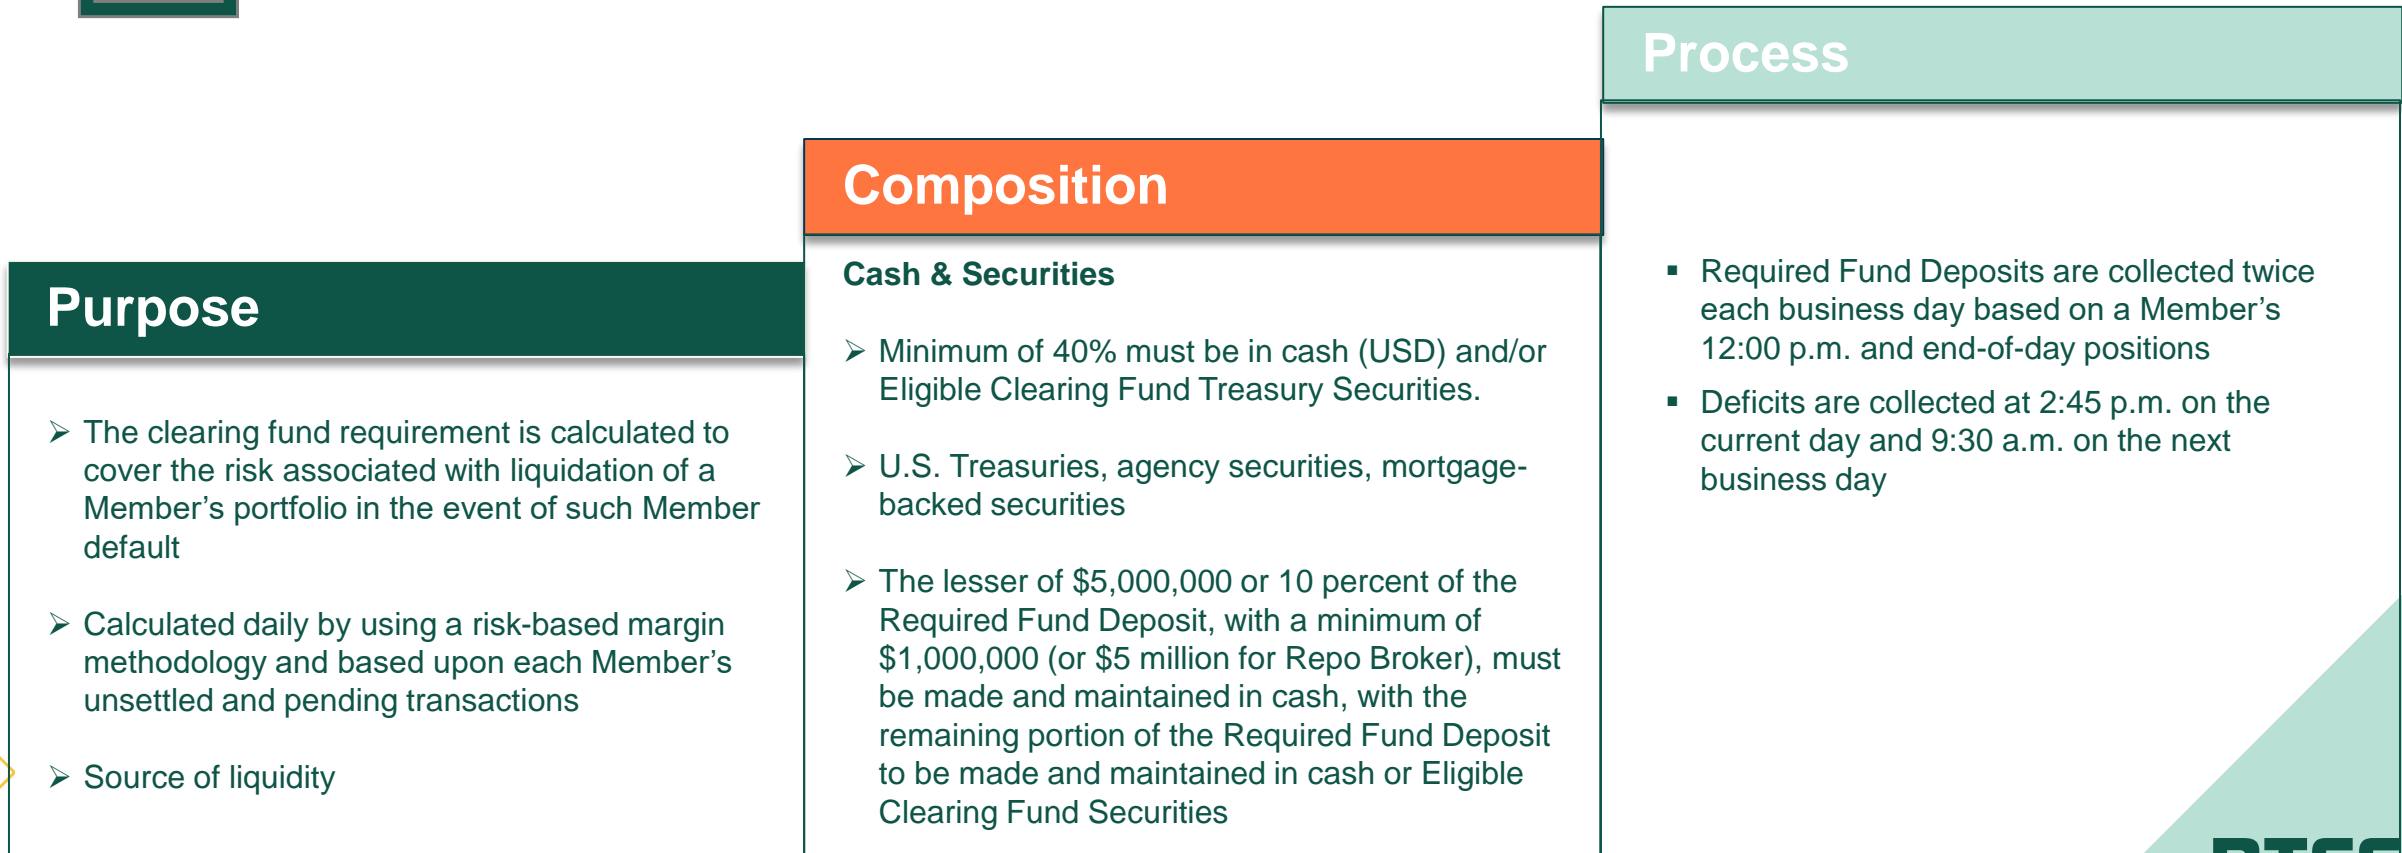 Purpose
➢ The clearing fund requirement is calculated to
cover the risk associated with liquidation of a
Member’s portfolio in the event of such Member
default
➢ Calculated daily by using a risk-based margin
methodology and based upon each Member’s
unsettled and pending transactions
➢ Source of liquidity
Composition
Cash & Securities
➢ Minimum of 40% must be in cash (USD) and/or
Eligible Clearing Fund Treasury Securities.
➢ U.S. Treasuries, agency securities, mortgage-
backed securities
➢ The lesser of $5,000,000 or 10 percent of the
Required Fund Deposit, with a minimum of
$1,000,000 (or $5 million for Repo Broker), must
be made and maintained in cash, with the
remaining portion of the Required Fund Deposit
to be made and maintained in cash or Eligible
Clearing Fund Securities
Process
▪ Required Fund Deposits are collected twice
each business day based on a Member’s
12:00 p.m. and end-of-day positions
▪ Deficits are collected at 2:45 p.m. on the
current day and 9:30 a.m. on the next
business day